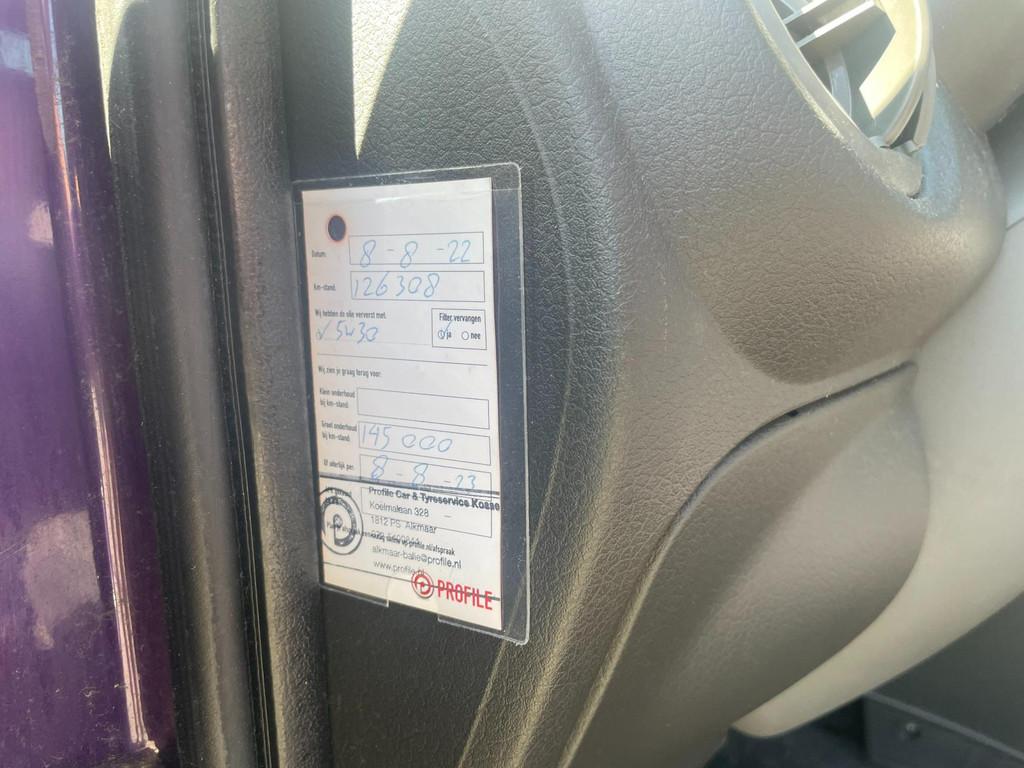 Datum: 8 - 8 - 22
Km-stand: 126308
Wij hebben de olie ververst met:
5W30
Filter vervangen
ja nee
Wij zien je graag terug voor:
Klein onderhoud
bij km-stand:
Groot onderhoud
bij km-stand: 145000
Of uiterlijk per: 8 - 8 - 23
Profile Car & Tyreservice Kosse
Koelmalaan 328
1812 PS Alkmaar
alkmaar-balie@profile.nl
www.profile.nl
PROFILE